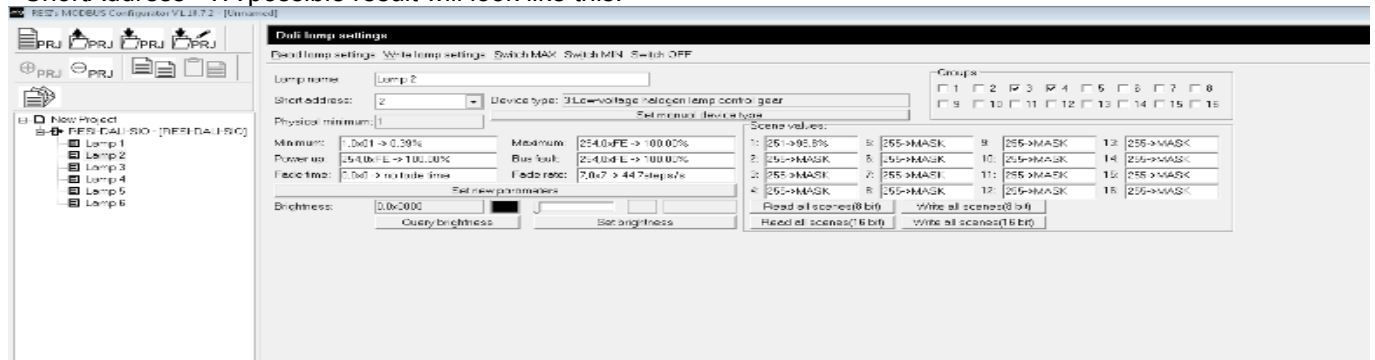 RESI's MODBUS Configurator V1.18.7.2 - [Unnamed]
PRJ PRJ PRJ PRJ
PRJ PRJ
New Project
RESI-DALI-SIO - [RESI-DALI-SIO]
Lamp 1
Lamp 2
Lamp 3
Lamp 4
Lamp 5
Lamp 6
Dali lamp settings
Read lamp settings Write lamp settings Switch MAX Switch MIN Switch OFF
Lamp name: Lamp 2
Short address: 2 Device type: 3:Low-voltage halogen lamp control gear
Physical minimum: 1 Set manual device type
Minimum: 1,0x01 -> 0.39% Maximum: 254,0xFE -> 100.00%
Power up: 254,0xFE -> 100.00% Bus fault: 254,0xFE -> 100.00%
Fade time: 0,0x0 -> no fade time Fade rate: 7,0x7 -> 44.7steps/s
Set new parameters
Brightness: 0,0x0000
Query brightness Set brightness
Groups
1 2 3 4 5 6 7 8
9 10 11 12 13 14 15 16
Scene values:
1: 251->98.8% 5: 255->MASK 9: 255->MASK 13: 255->MASK
2: 255->MASK 6: 255->MASK 10: 255->MASK 14: 255->MASK
3: 255->MASK 7: 255->MASK 11: 255->MASK 15: 255->MASK
4: 255->MASK 8: 255->MASK 12: 255->MASK 16: 255->MASK
Read all scenes(8 bit) Write all scenes(8 bit)
Read all scenes(16 bit) Write all scenes(16 bit)